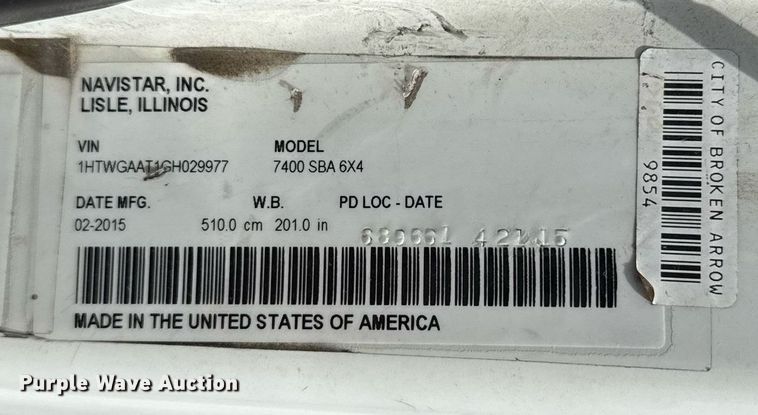 NAVISTAR, INC.
LISLE, ILLINOIS
VIN MODEL
1HTWGAAT1GH029977 7400 SBA 6X4
DATE MFG. W.B. PD LOC - DATE
02-2015 510.0 cm 201.0 in
MADE IN THE UNITED STATES OF AMERICA
CITY OF BROKEN ARROW
9854
Purple Wave Auction